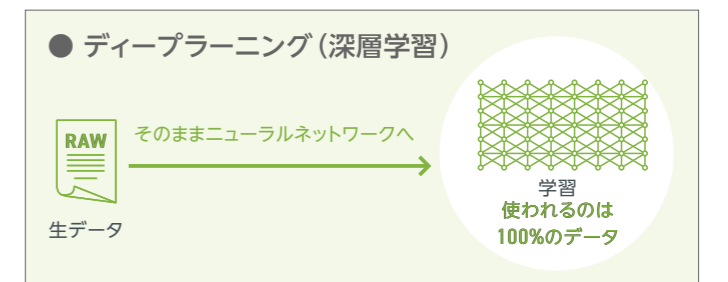 ● ディープラーニング(深層学習)
RAW
そのままニューラルネットワークへ
生データ
学習
使われるのは
100%のデータ